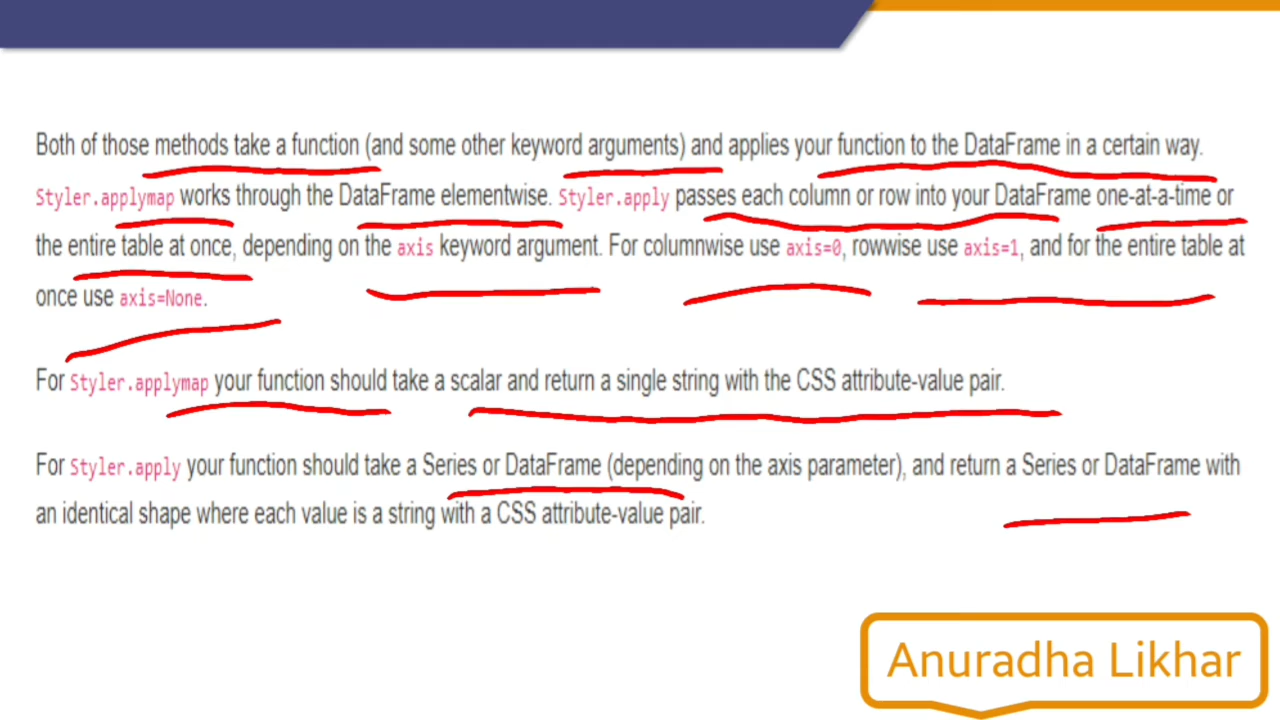 Both of those methods take a function (and some other keyword arguments) and applies your function to the DataFrame in a certain way.
Styler.applymap works through the DataFrame elementwise. Styler.apply passes each column or row into your DataFrame one-at-a-time or
the entire table at once, depending on the axis keyword argument. For columnwise use axis=0, rowwise use axis=1, and for the entire table at
once use axis=None.
For Styler.applymap your function should take a scalar and return a single string with the CSS attribute-value pair.
For Styler.apply your function should take a Series or DataFrame (depending on the axis parameter), and return a Series or DataFrame with
an identical shape where each value is a string with a CSS attribute-value pair.
Anuradha Likhar